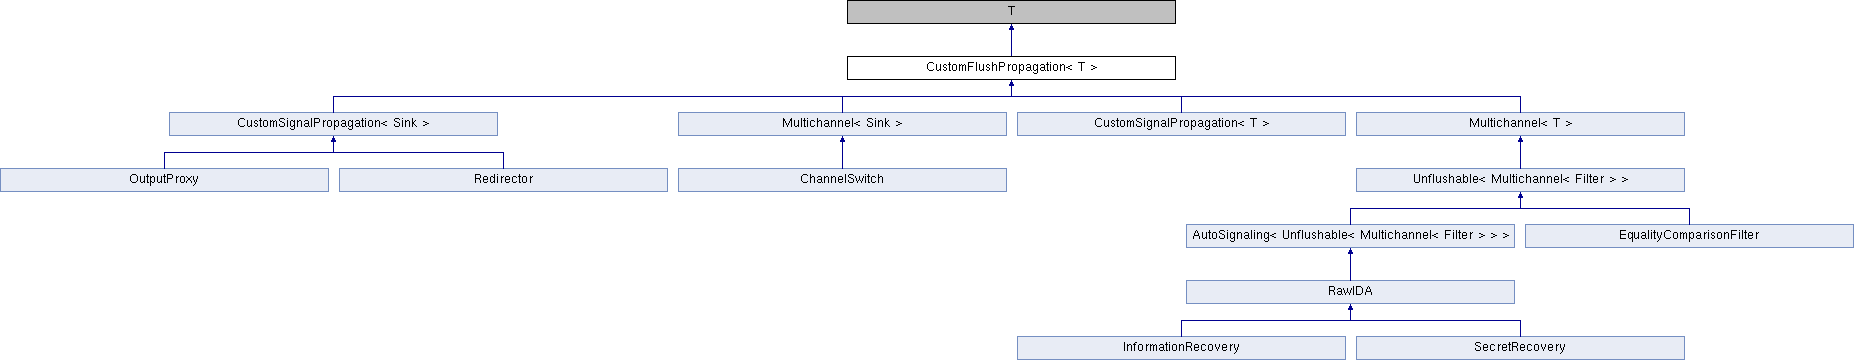 T
CustomFlushPropagation< T >
CustomSignalPropagation< Sink >
Multichannel< Sink >
CustomSignalPropagation< T >
Multichannel< T >
OutputProxy
Redirector
ChannelSwitch
Unflushable< Multichannel< Filter > >
AutoSignaling< Unflushable< Multichannel< Filter > > >
EqualityComparisonFilter
RawIDA
InformationRecovery
SecretRecovery